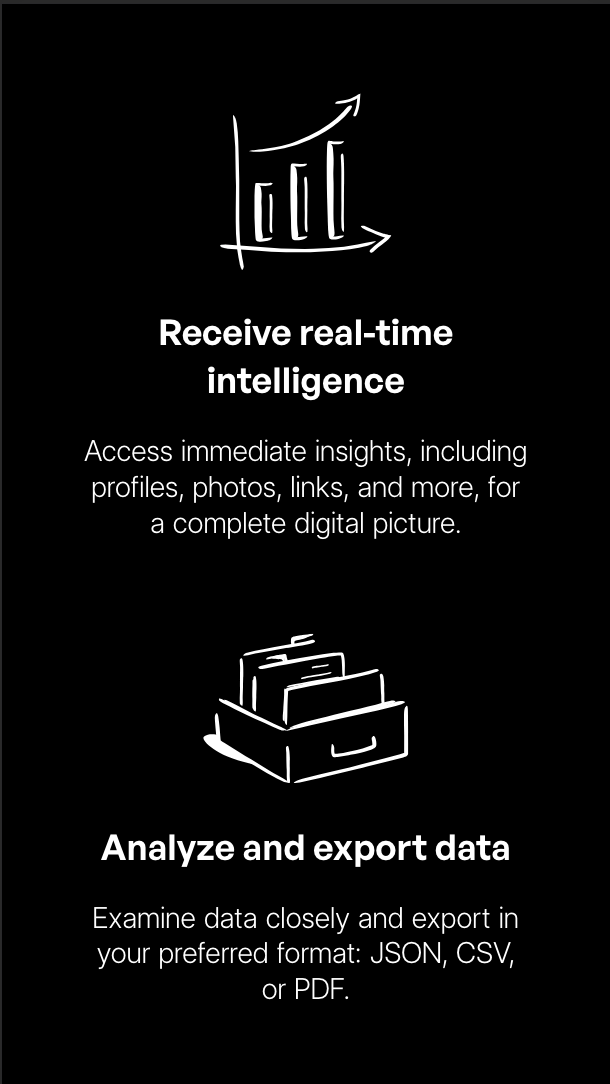 Receive real-time
intelligence
Access immediate insights, including
profiles, photos, links, and more, for
a complete digital picture.
Analyze and export data
Examine data closely and export in
your preferred format: JSON, CSV,
or PDF.